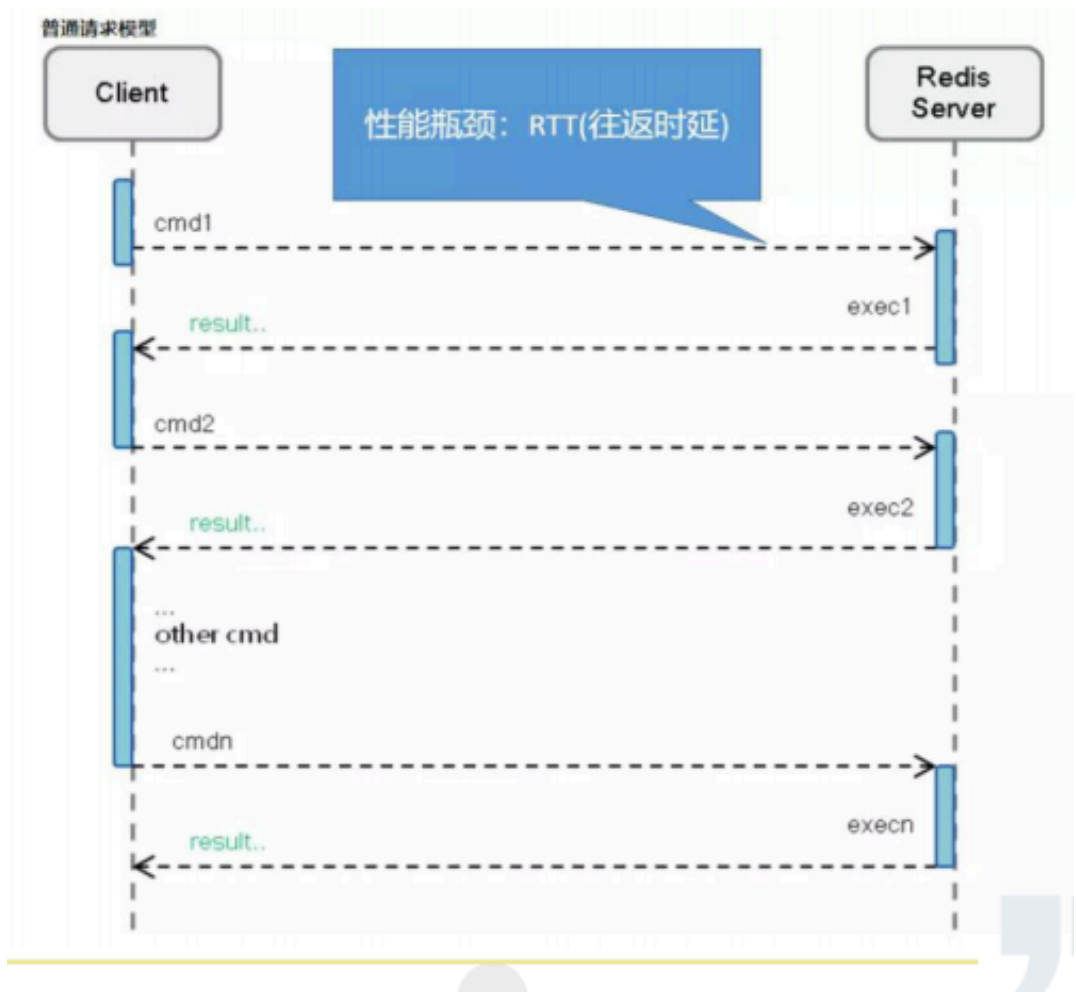 普通请求模型
Client
Redis
Server
性能瓶颈：RTT(往返时延)
cmd1
exec1
result..
cmd2
exec2
result..
...
other cmd
...
cmdn
execn
result..